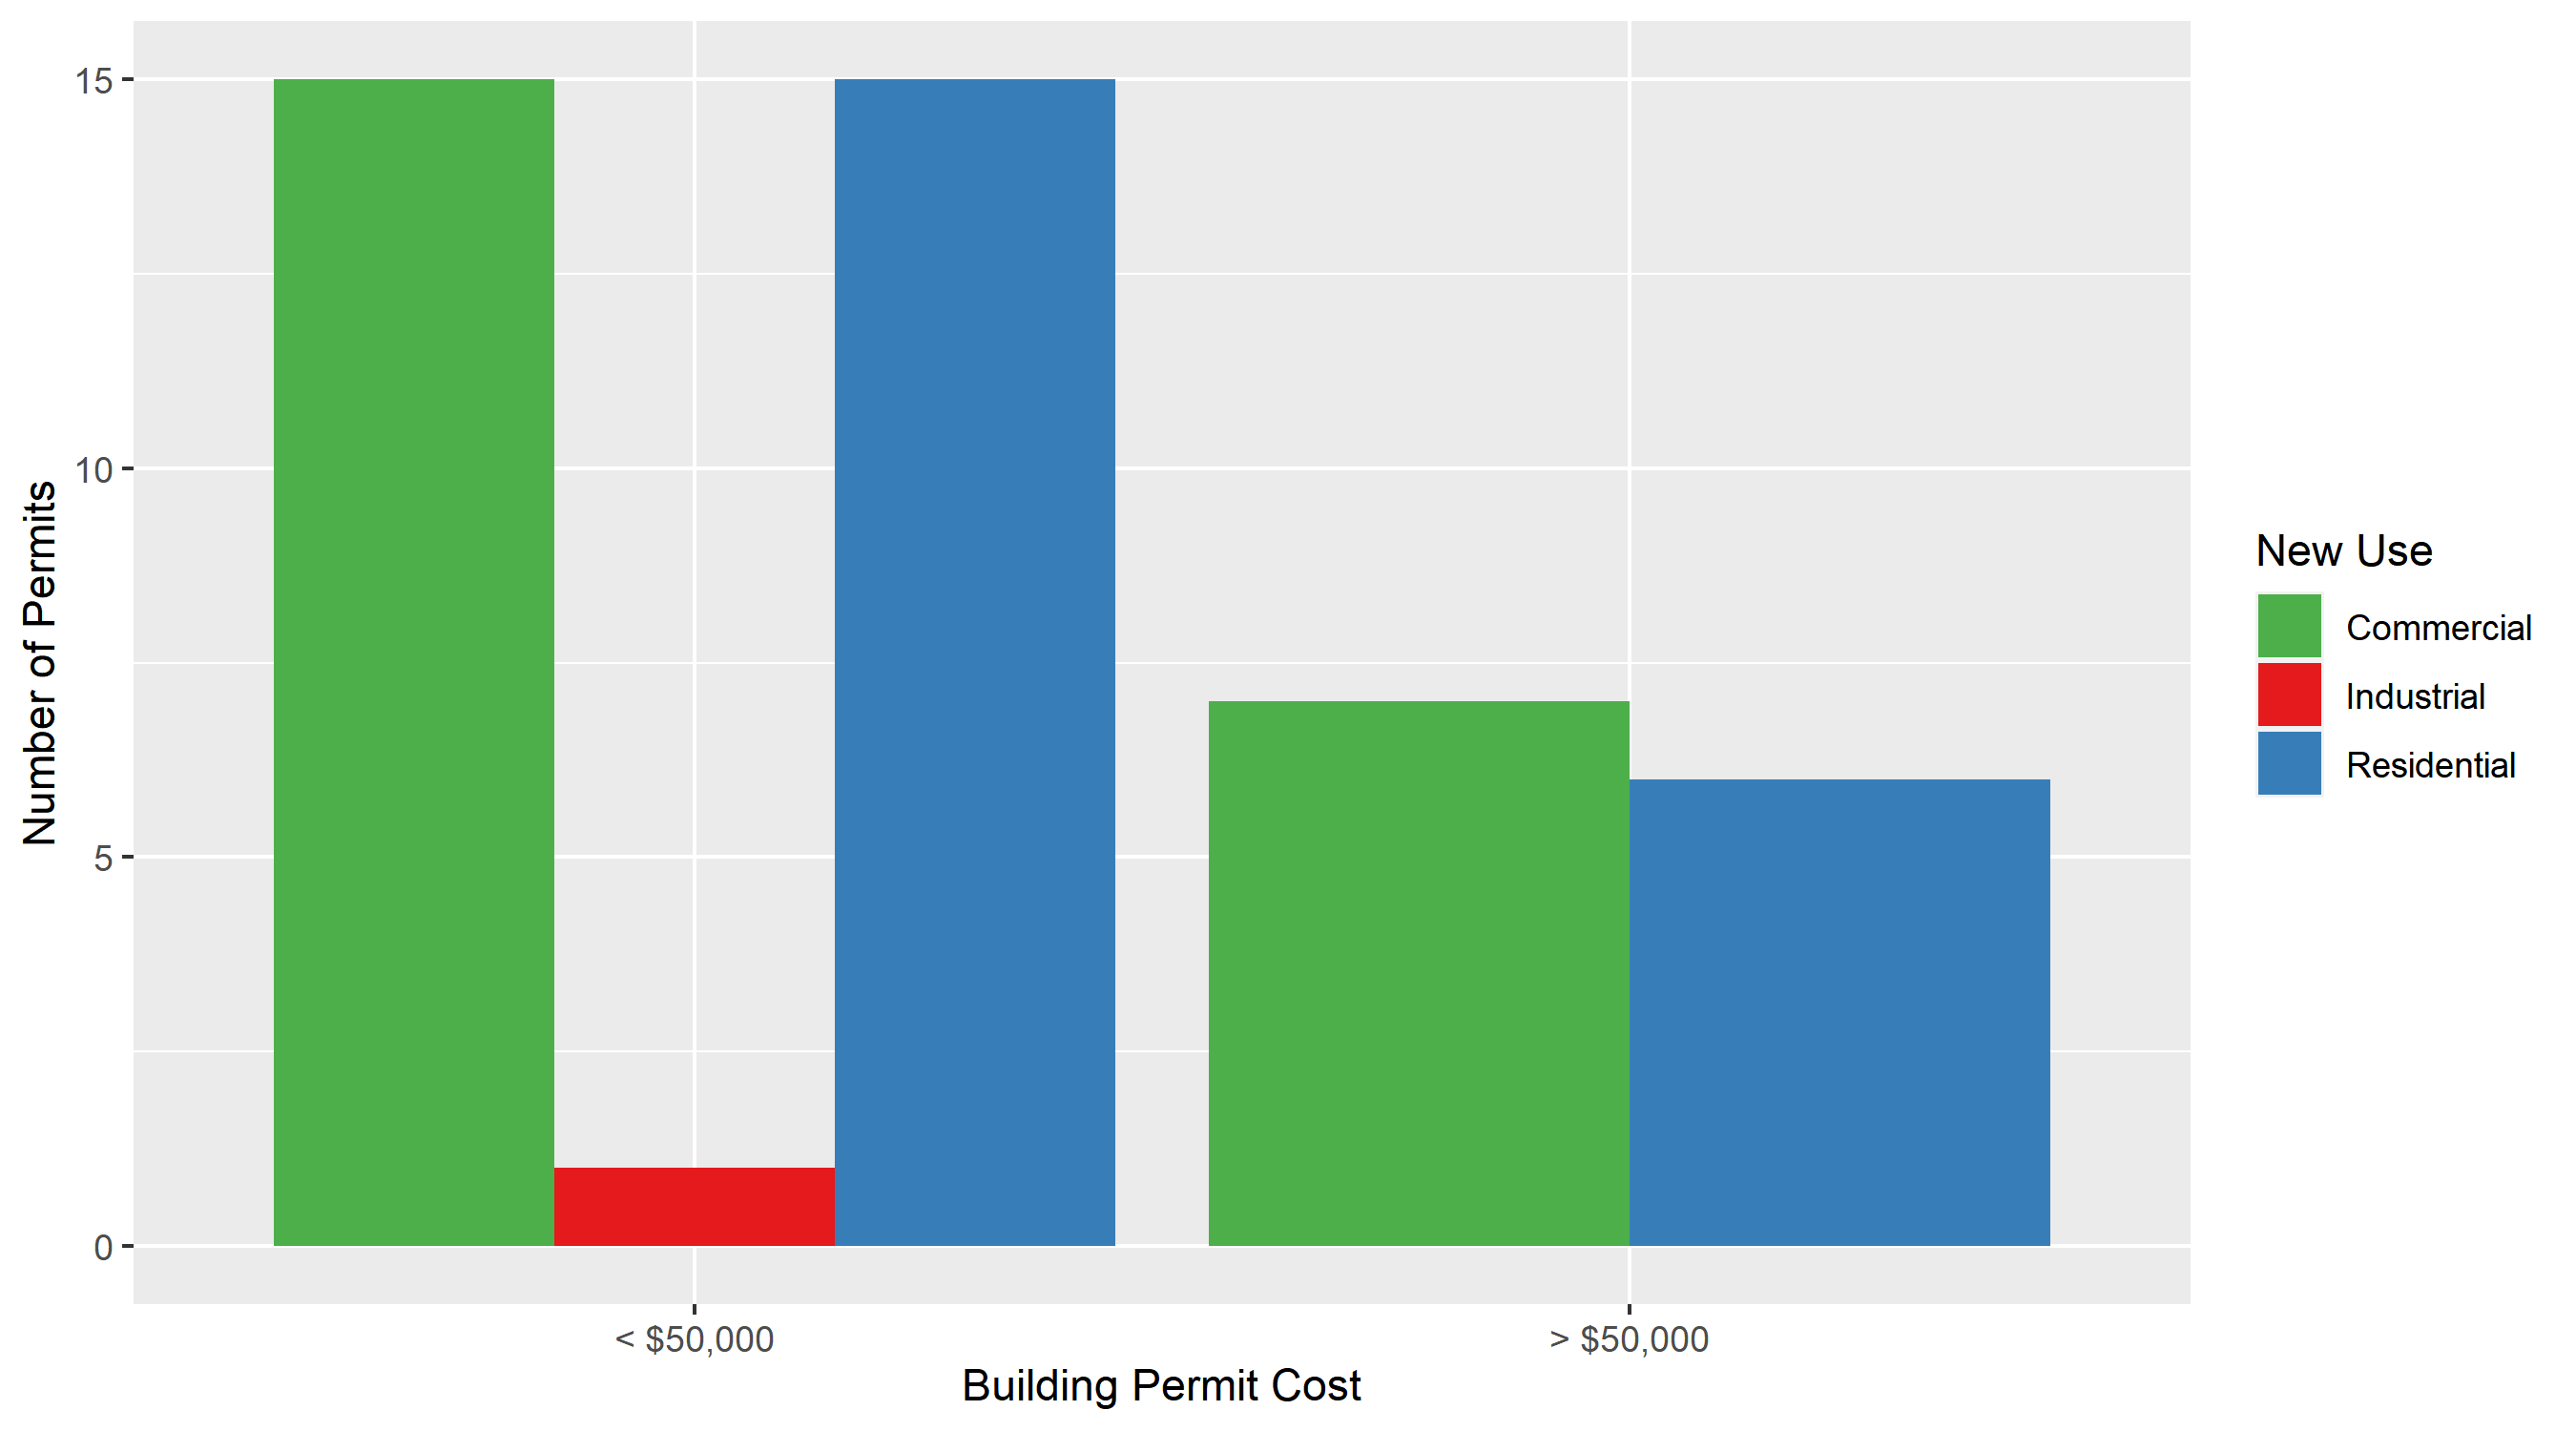 15
10
5
0
Number of Permits
< $50,000
> $50,000
Building Permit Cost
New Use
Commercial
Industrial
Residential